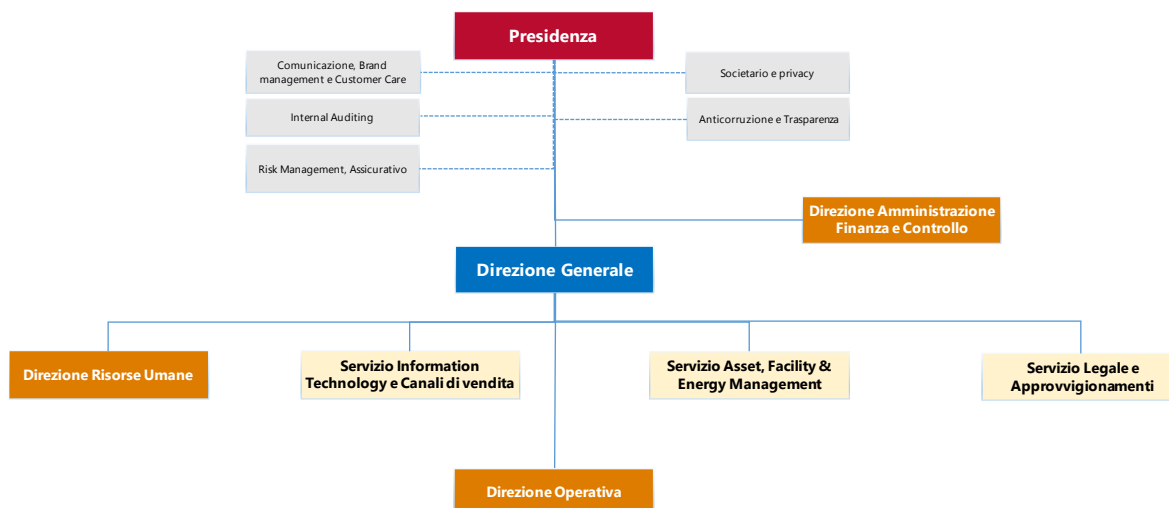 Presidenza
Comunicazione, Brand
management e Customer Care
Societario e privacy
Internal Auditing
Anticorruzione e Trasparenza
Risk Management, Assicurativo
Direzione Amministrazione
Finanza e Controllo
Direzione Generale
Direzione Risorse Umane
Servizio Information
Technology e Canali di vendita
Servizio Asset, Facility &
Energy Management
Servizio Legale e
Approvvigionamenti
Direzione Operativa